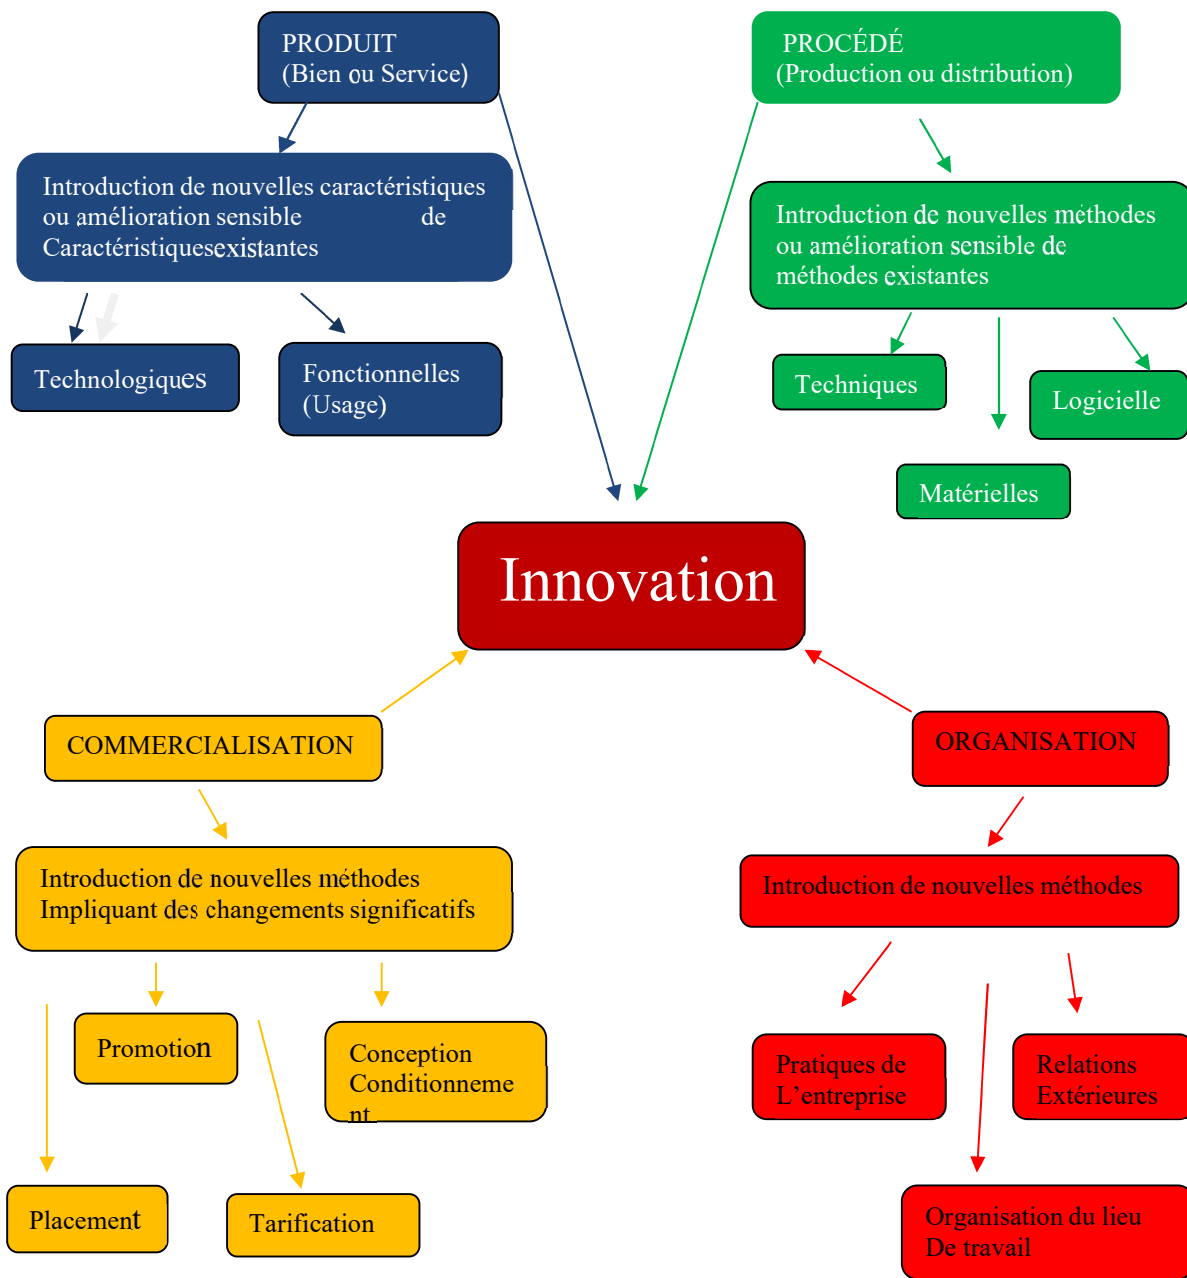 PRODUIT
(Bien ou Service)
PROCÉDÉ
(Production ou distribution)
Introduction de nouvelles caractéristiques
ou amélioration sensible de
Caractéristiquesexistantes
Introduction de nouvelles méthodes
ou amélioration sensible de
méthodes existantes
Technologiques
Fonctionnelles
(Usage)
Techniques
Logicielle
Matérielles
Innovation
COMMERCIALISATION
ORGANISATION
Introduction de nouvelles méthodes
Impliquant des changements significatifs
Introduction de nouvelles méthodes
Promotion
Conception
Conditionneme
nt
Pratiques de
L’entreprise
Relations
Extérieures
Placement
Tarification
Organisation du lieu
De travail